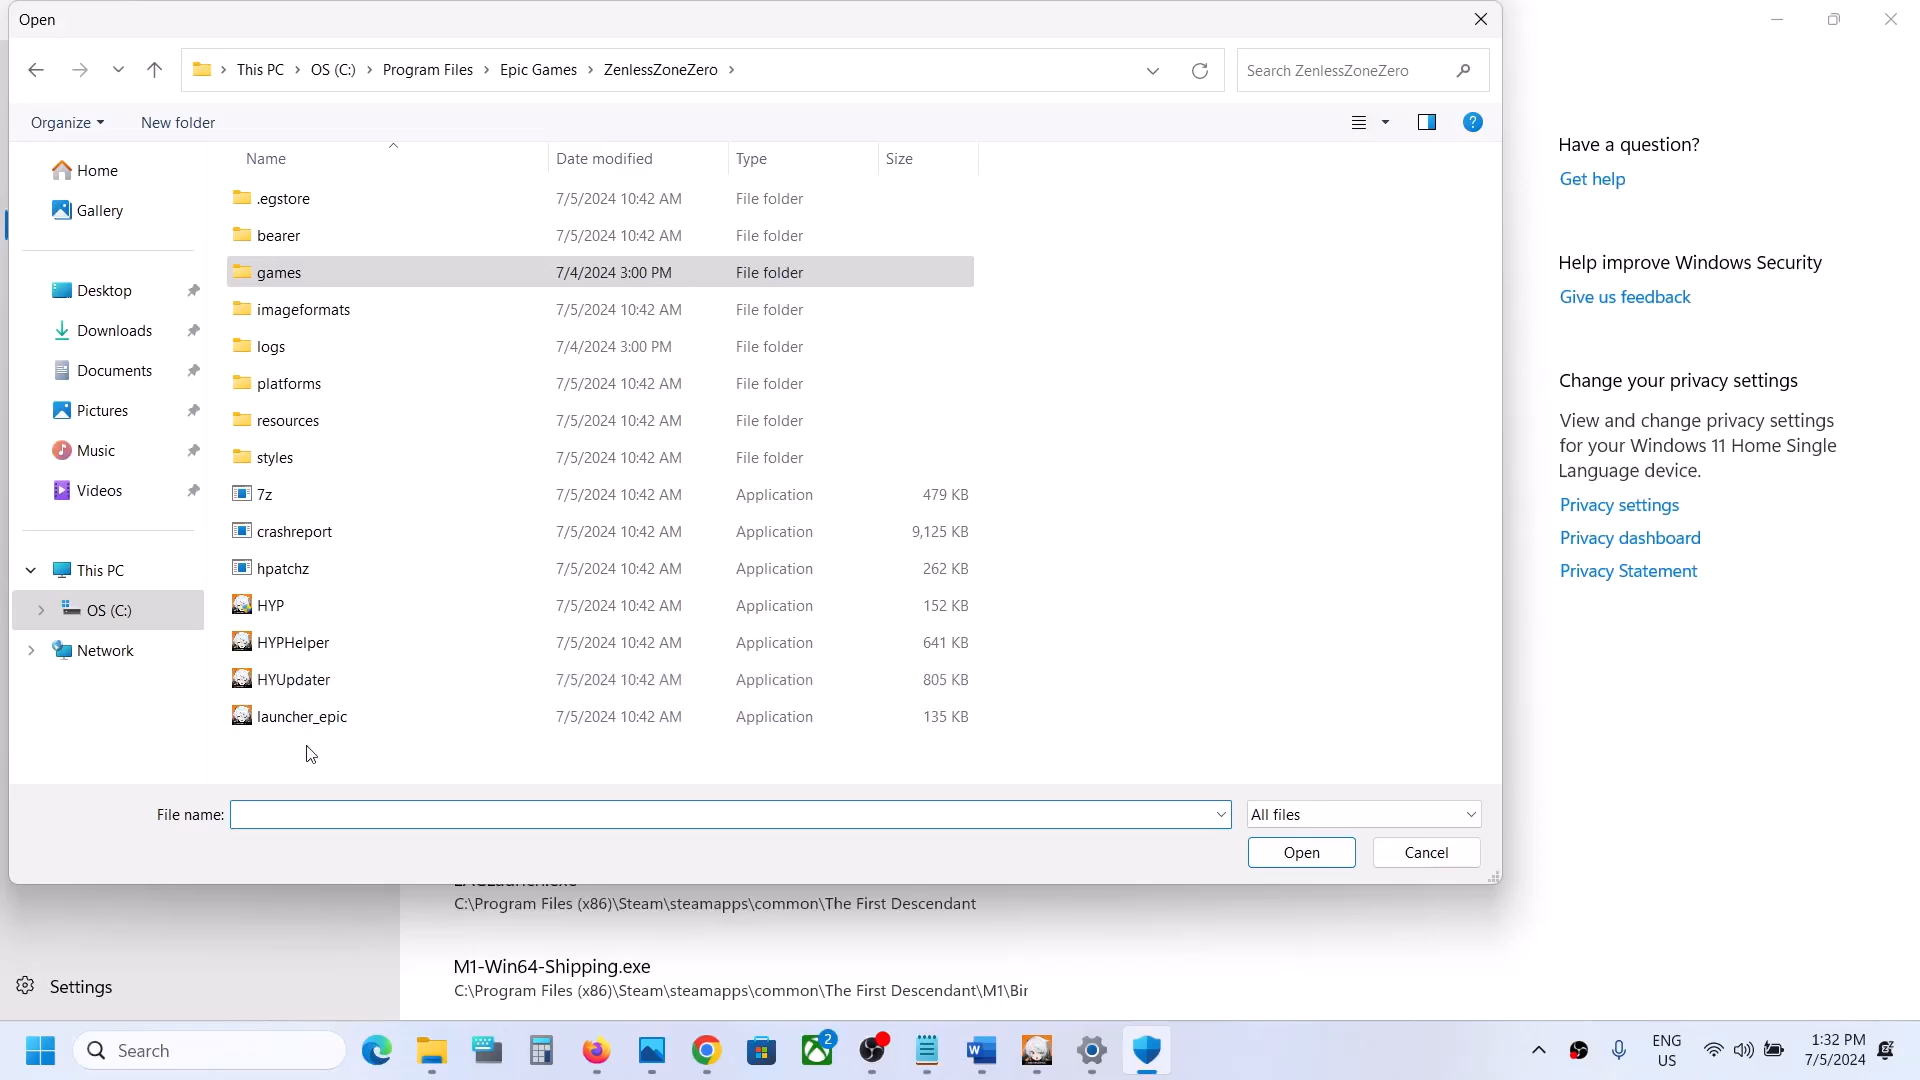 Open
This PC > OS (C:) > Program Files > Epic Games > ZenlessZoneZero >
Search ZenlessZoneZero
Organize
New folder
Name
Date modified
Type
Size
Home
Gallery
Desktop
Downloads
Documents
Pictures
Music
Videos
This PC
OS (C:)
Network
.egstore 7/5/2024 10:42 AM File folder
bearer 7/5/2024 10:42 AM File folder
games 7/4/2024 3:00 PM File folder
imageformats 7/5/2024 10:42 AM File folder
logs 7/4/2024 3:00 PM File folder
platforms 7/5/2024 10:42 AM File folder
resources 7/5/2024 10:42 AM File folder
styles 7/5/2024 10:42 AM File folder
7z 7/5/2024 10:42 AM Application 479 KB
crashreport 7/5/2024 10:42 AM Application 9,125 KB
hpatchz 7/5/2024 10:42 AM Application 262 KB
HYP 7/5/2024 10:42 AM Application 152 KB
HYPHelper 7/5/2024 10:42 AM Application 641 KB
HYUpdater 7/5/2024 10:42 AM Application 805 KB
launcher_epic 7/5/2024 10:42 AM Application 135 KB
File name:
All files
Open
Cancel
Have a question?
Get help
Help improve Windows Security
Give us feedback
Change your privacy settings
View and change privacy settings
for your Windows 11 Home Single
Language device.
Privacy settings
Privacy dashboard
Privacy Statement
C:\Program Files (x86)\Steam\steamapps\common\The First Descendant
M1-Win64-Shipping.exe
C:\Program Files (x86)\Steam\steamapps\common\The First Descendant\M1\Bir
Settings
Search
2
ENG
US
1:32 PM
7/5/2024